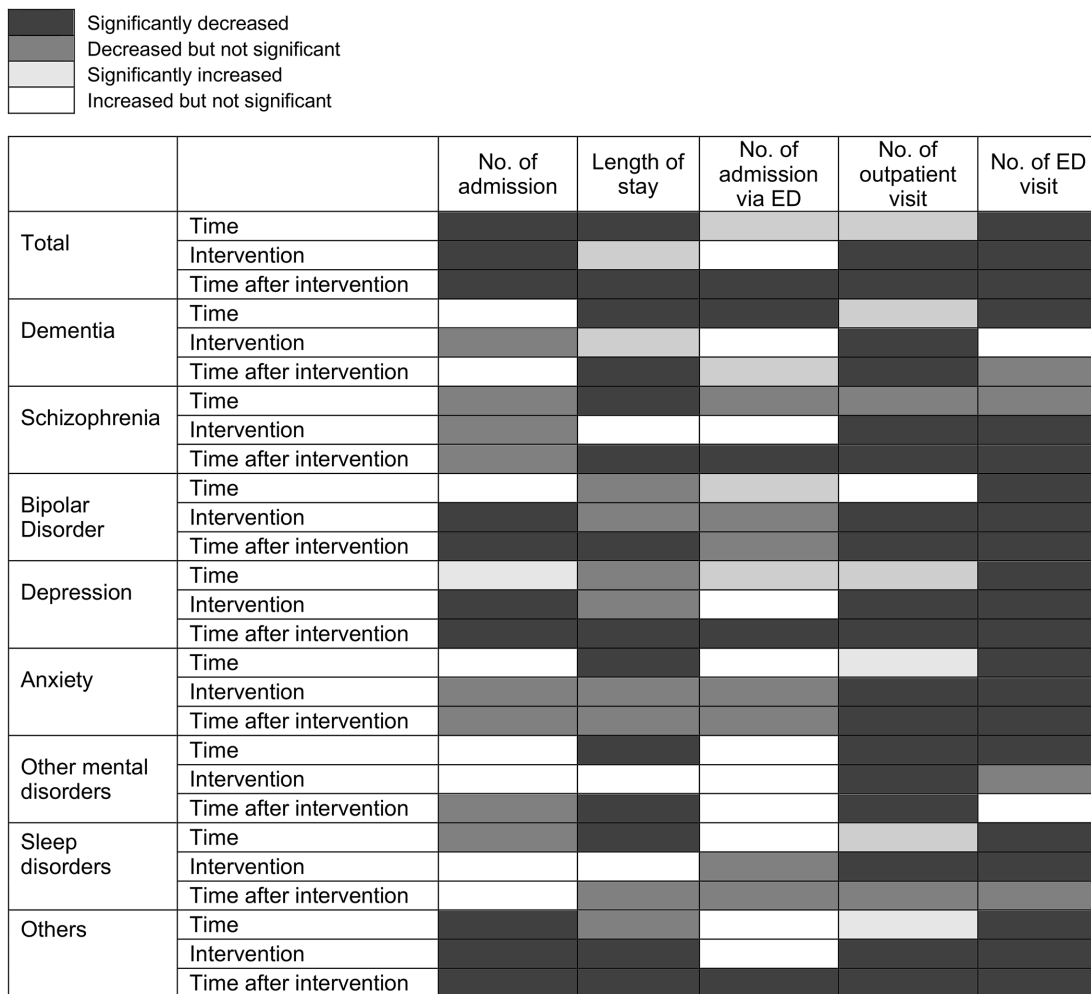 Significantly decreased
Decreased but not significant
Significantly increased
Increased but not significant
No. of admission
Length of stay
No. of admission via ED
No. of outpatient visit
No. of ED visit
Total
Time
Intervention
Time after intervention
Dementia
Time
Intervention
Time after intervention
Schizophrenia
Time
Intervention
Time after intervention
Bipolar Disorder
Time
Intervention
Time after intervention
Depression
Time
Intervention
Time after intervention
Anxiety
Time
Intervention
Time after intervention
Other mental disorders
Time
Intervention
Time after intervention
Sleep disorders
Time
Intervention
Time after intervention
Others
Time
Intervention
Time after intervention